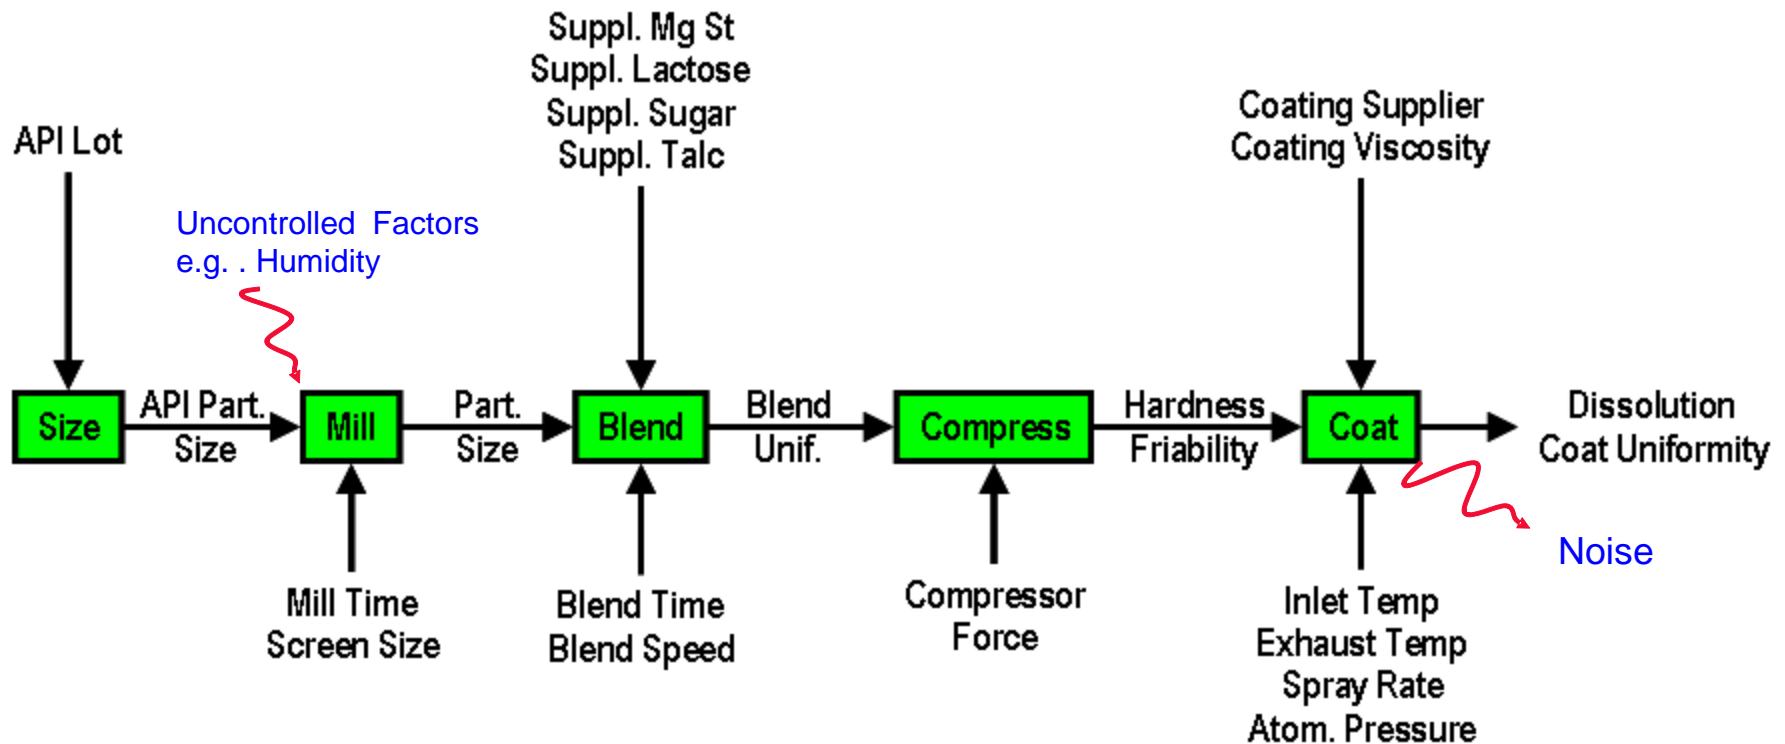 Suppl. Mg St
Suppl. Lactose
Suppl. Sugar
Suppl. Talc
Coating Supplier
Coating Viscosity
API Lot
Uncontrolled Factors
e.g. . Humidity
Size
API Part.
Size
Mill
Part.
Size
Blend
Blend
Unif.
Compress
Hardness
Friability
Coat
Dissolution
Coat Uniformity
Noise
Mill Time
Screen Size
Blend Time
Blend Speed
Compressor
Force
Inlet Temp
Exhaust Temp
Spray Rate
Atom. Pressure